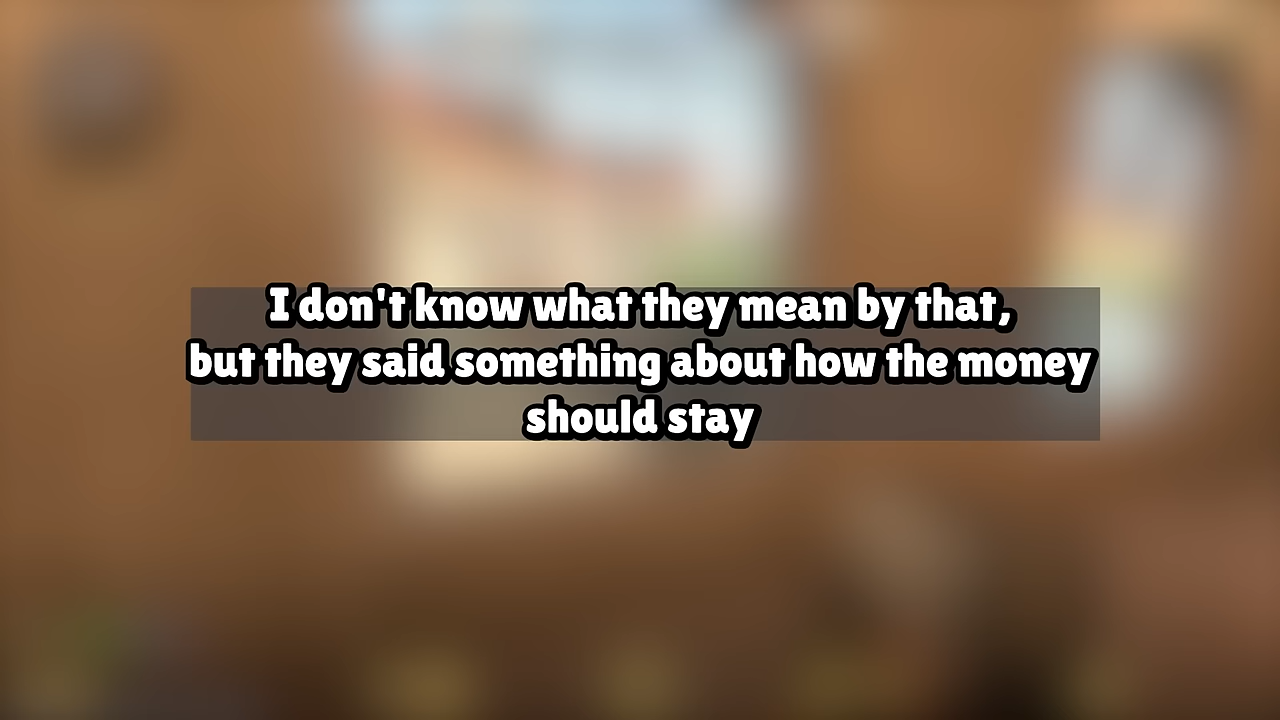 I don't know what they mean by that,
but they said something about how the money
should stay